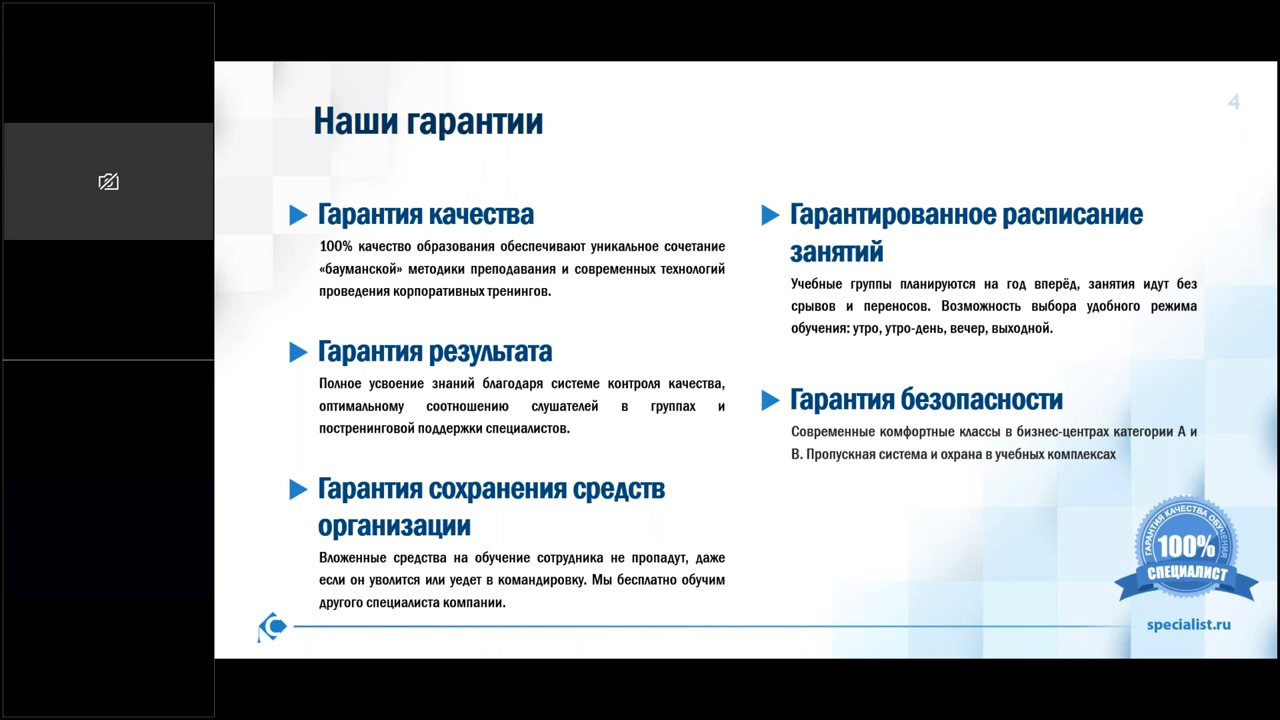 4
Наши гарантии
Гарантия качества
100% качество образования обеспечивают уникальное сочетание
«бауманской» методики преподавания и современных технологий
проведения корпоративных тренингов.
Гарантия результата
Полное усвоение знаний благодаря системе контроля качества,
оптимальному соотношению слушателей в группах и
постренинговой поддержки специалистов.
Гарантия сохранения средств
организации
Вложенные средства на обучение сотрудника не пропадут, даже
если он уволится или уедет в командировку. Мы бесплатно обучим
другого специалиста компании.
Гарантированное расписание
занятий
Учебные группы планируются на год вперёд, занятия идут без
срывов и переносов. Возможность выбора удобного режима
обучения: утро, утро-день, вечер, выходной.
Гарантия безопасности
Современные комфортные классы в бизнес-центрах категории А и
В. Пропускная система и охрана в учебных комплексах
ГАРАНТИЯ КАЧЕСТВА ОБУЧЕНИЯ
100%
СПЕЦИАЛИСТ
specialist.ru